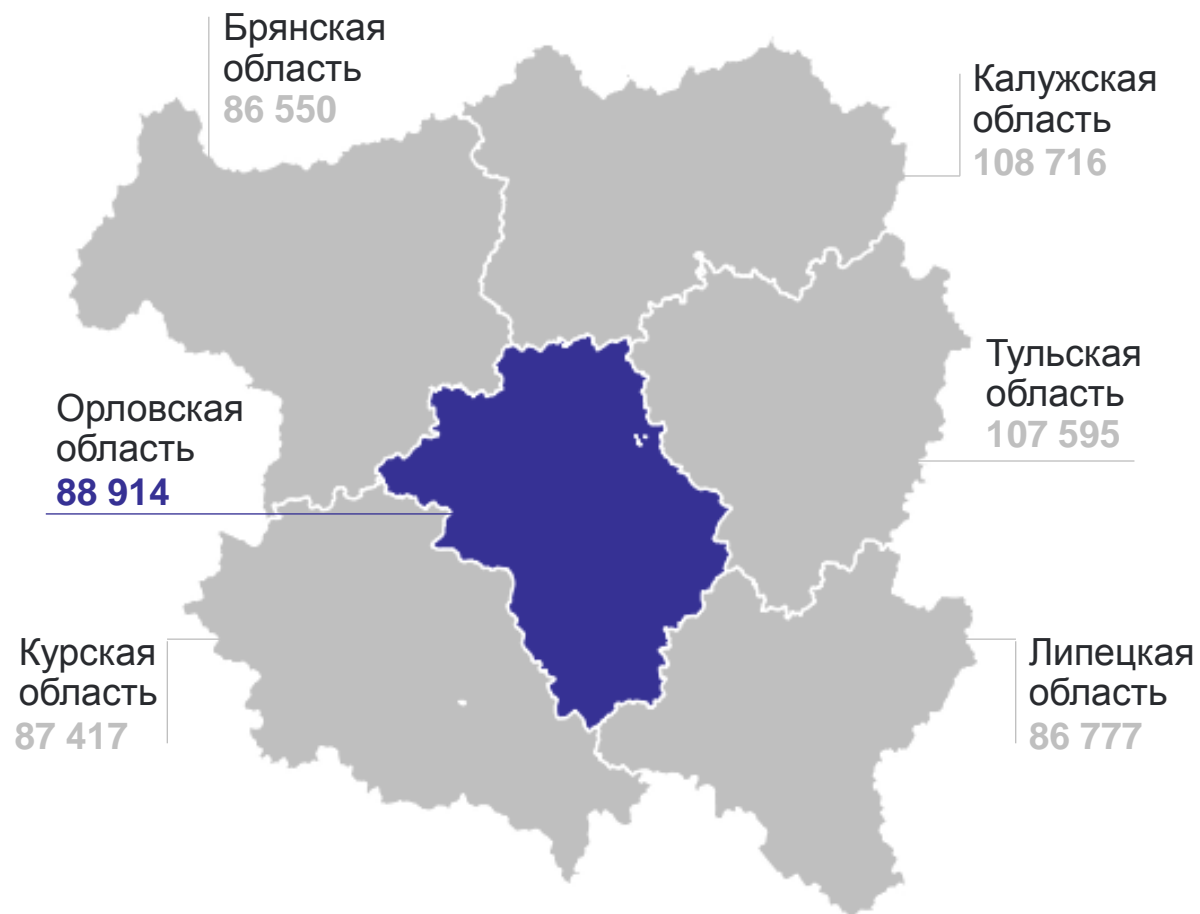 Брянская
область
86 550
Калужская
область
108 716
Тульская
область
107 595
Орловская
область
88 914
Курская
область
87 417
Липецкая
область
86 777